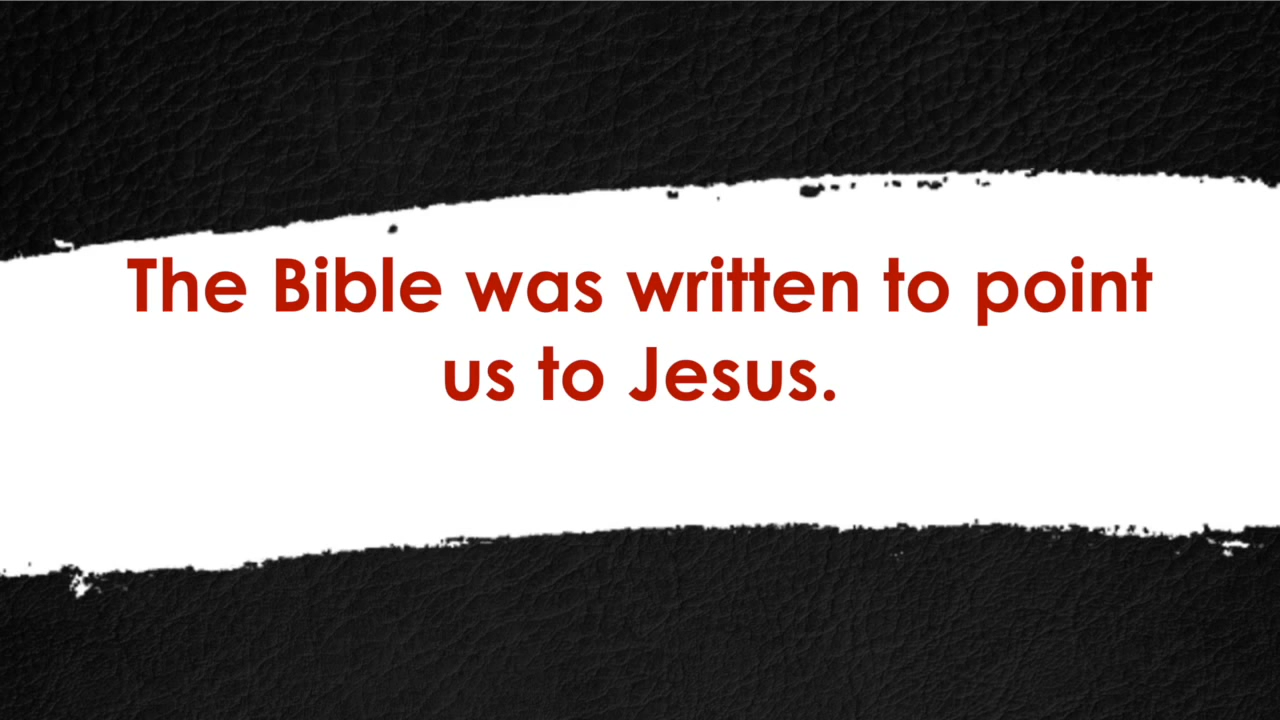 The Bible was written to point
us to Jesus.